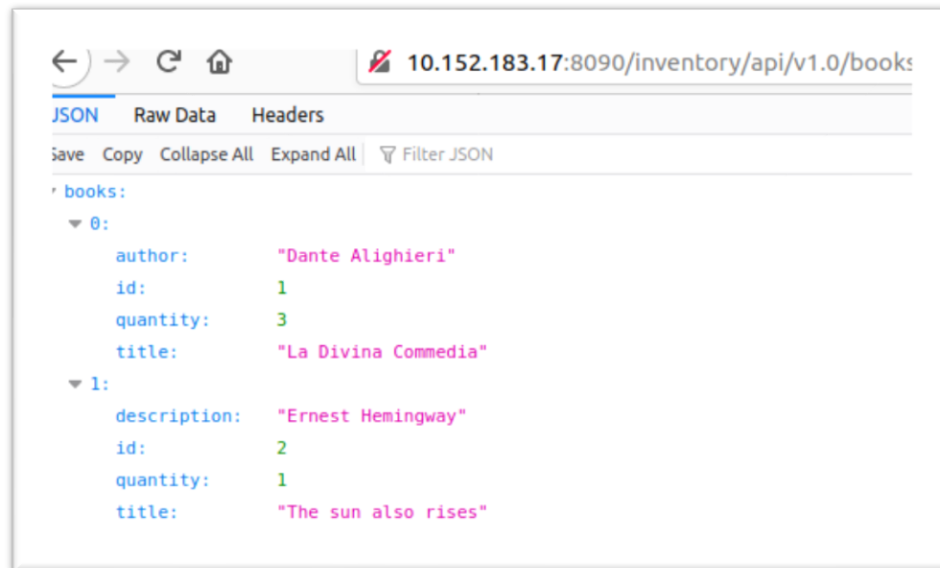 10.152.183.17:8090/inventory/api/v1.0/books
JSON Raw Data Headers
Save Copy Collapse All Expand All Filter JSON
books:
0:
author: "Dante Alighieri"
id: 1
quantity: 3
title: "La Divina Commedia"
1:
description: "Ernest Hemingway"
id: 2
quantity: 1
title: "The sun also rises"